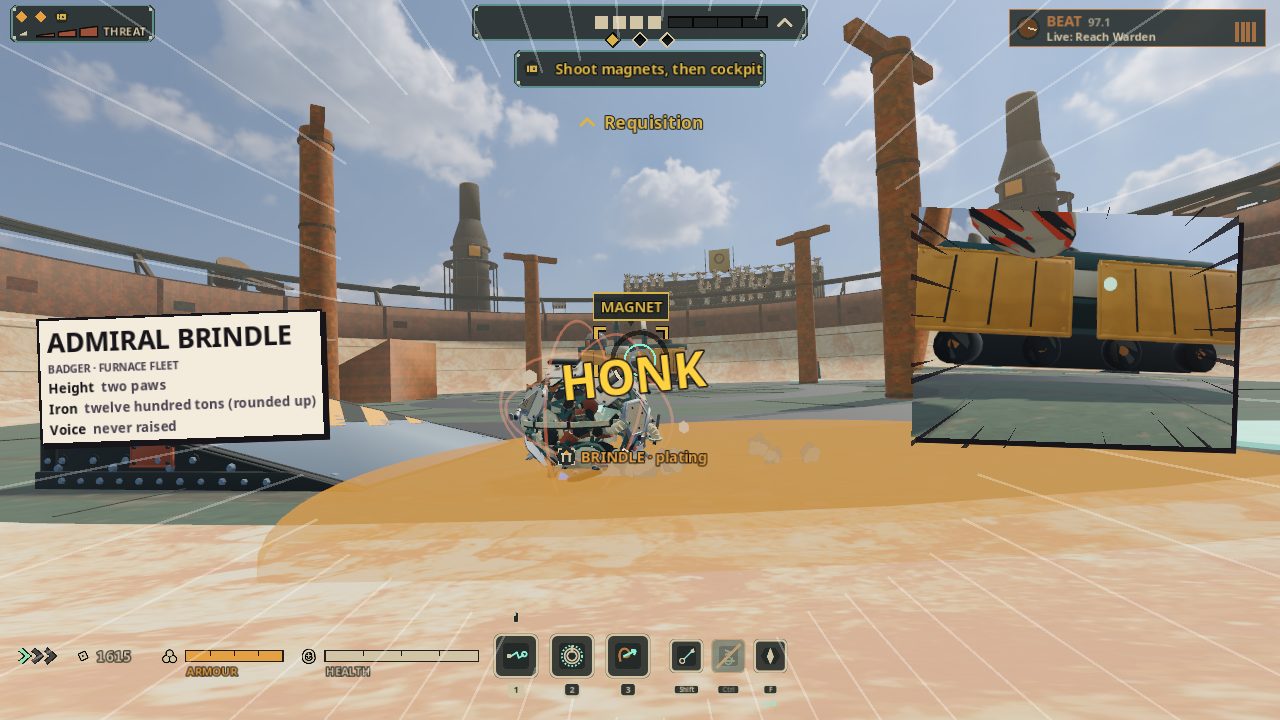 THREAT
BEAT 97.1
Live: Reach Warden
Shoot magnets, then cockpit
Requisition
MAGNET
HONK
BRINDLE · plating
ADMIRAL BRINDLE
BADGER · FURNACE FLEET
Height two paws
Iron twelve hundred tons (rounded up)
Voice never raised
1615
ARMOUR
HEALTH
1
2
3
Shift
Ctrl
F